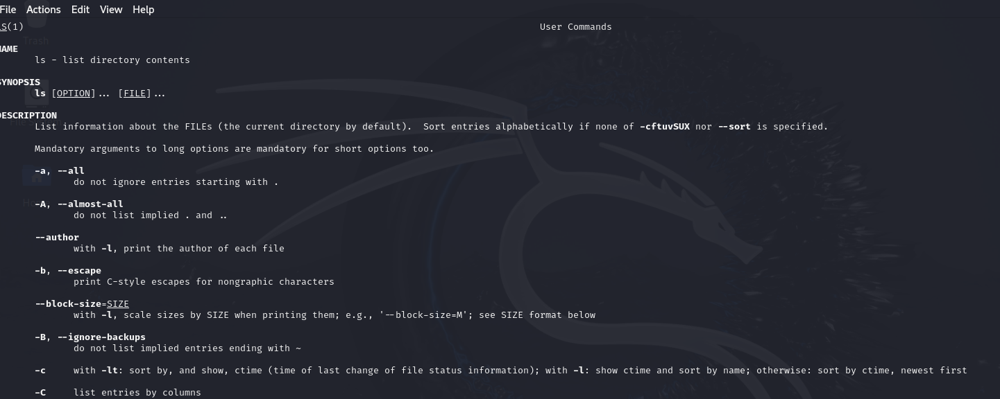 File Actions Edit View Help
LS(1) User Commands
NAME
ls - list directory contents
SYNOPSIS
ls [OPTION]... [FILE]...
DESCRIPTION
List information about the FILEs (the current directory by default). Sort entries alphabetically if none of -cftuvSUX nor --sort is specified.
Mandatory arguments to long options are mandatory for short options too.
-a, --all
do not ignore entries starting with .
-A, --almost-all
do not list implied . and ..
--author
with -l, print the author of each file
-b, --escape
print C-style escapes for nongraphic characters
--block-size=SIZE
with -l, scale sizes by SIZE when printing them; e.g., '--block-size=M'; see SIZE format below
-B, --ignore-backups
do not list implied entries ending with ~
-c with -lt: sort by, and show, ctime (time of last change of file status information); with -l: show ctime and sort by name; otherwise: sort by ctime, newest first
-C list entries by columns
Trash